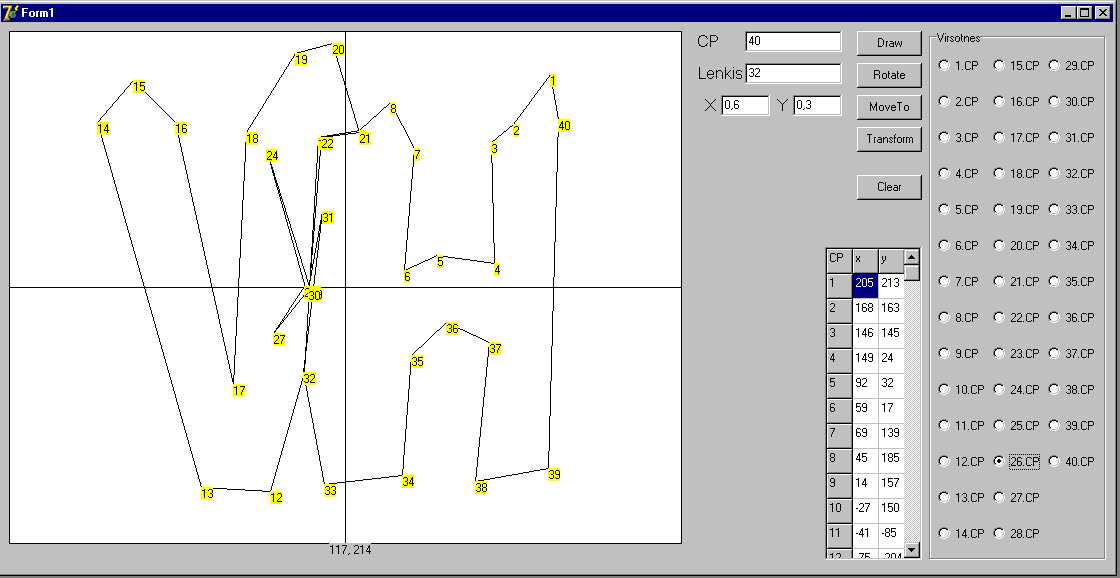 Form1
CP 40 Draw
Lenkis 32 Rotate
X 0,6 Y 0,3 MoveTo
Transform
Clear
Virsotnes
1.CP 15.CP 29.CP
2.CP 16.CP 30.CP
3.CP 17.CP 31.CP
4.CP 18.CP 32.CP
5.CP 19.CP 33.CP
6.CP 20.CP 34.CP
7.CP 21.CP 35.CP
8.CP 22.CP 36.CP
9.CP 23.CP 37.CP
10.CP 24.CP 38.CP
11.CP 25.CP 39.CP
12.CP 26.CP 40.CP
13.CP 27.CP
14.CP 28.CP
CP x y
1 205 213
2 168 163
3 146 145
4 149 24
5 92 32
6 59 17
7 69 139
8 45 185
9 14 157
10 -27 150
11 -41 -85
12 -75 -204
20
19
1
15
8
14 16 2 40
18 22 21
3
24 7
31
5
6 4
30
36
27
37
35
32
17
39
34
13 12 33 38
117, 214